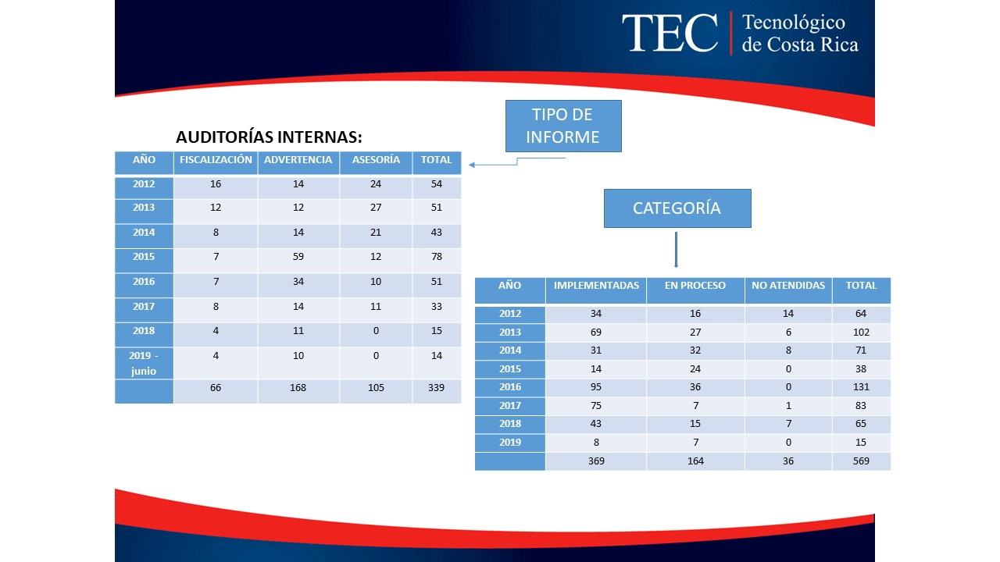 TEC
Tecnológico
de Costa Rica
TIPO DE
INFORME
AUDITORÍAS INTERNAS:
AÑO FISCALIZACIÓN ADVERTENCIA ASESORÍA TOTAL
2012 16 14 24 54
2013 12 12 27 51
2014 8 14 21 43
2015 7 59 12 78
2016 7 34 10 51
2017 8 14 11 33
2018 4 11 0 15
2019 -
junio 4 10 0 14
66 168 105 339
CATEGORÍA
AÑO IMPLEMENTADAS EN PROCESO NO ATENDIDAS TOTAL
2012 34 16 14 64
2013 69 27 6 102
2014 31 32 8 71
2015 14 24 0 38
2016 95 36 0 131
2017 75 7 1 83
2018 43 15 7 65
2019 8 7 0 15
369 164 36 569